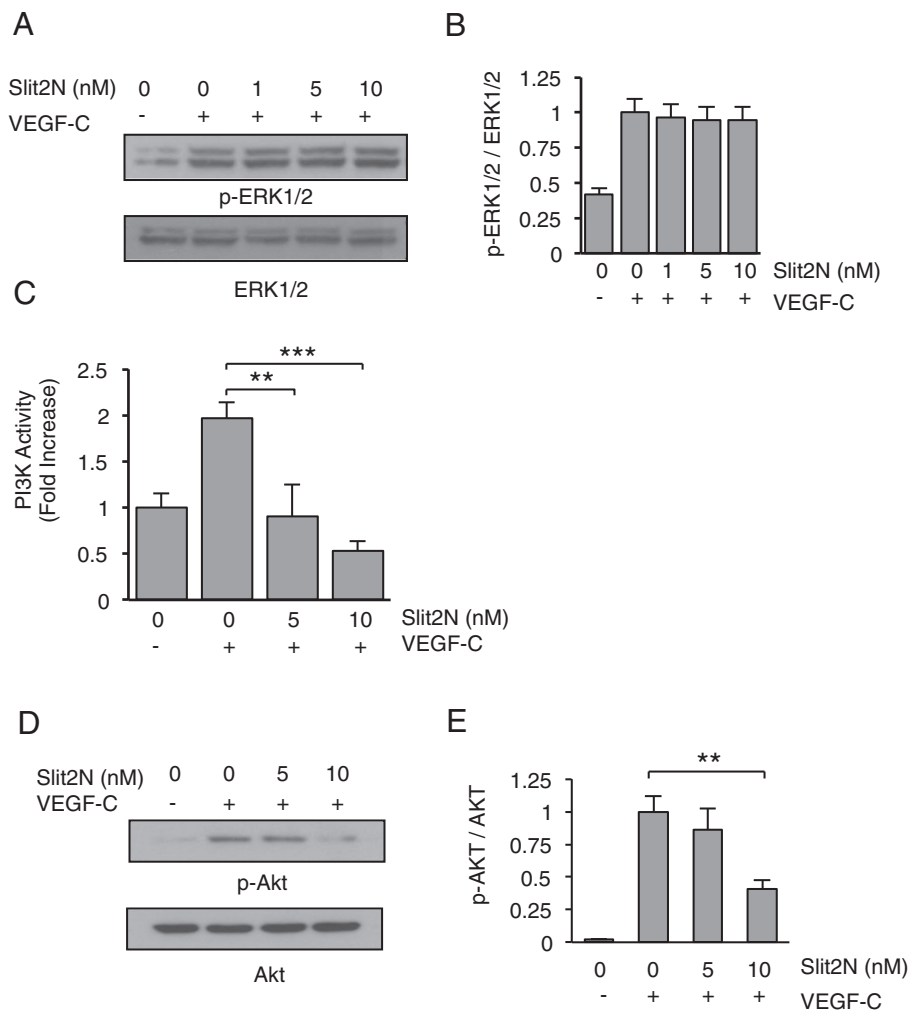 A
Slit2N (nM) 0 0 1 5 10
VEGF-C - + + + +
p-ERK1/2
ERK1/2
B
p-ERK1/2 / ERK1/2
1.25
1
0.75
0.5
0.25
0
0 0 1 5 10 Slit2N (nM)
- + + + + VEGF-C
C
PI3K Activity
(Fold Increase)
***
**
2.5
2
1.5
1
0.5
0
0 0 5 10 Slit2N (nM)
- + + + VEGF-C
D
Slit2N (nM) 0 0 5 10
VEGF-C - + + +
p-Akt
Akt
E
p-AKT / AKT
**
1.25
1
0.75
0.5
0.25
0
0 0 5 10 Slit2N (nM)
- + + + VEGF-C